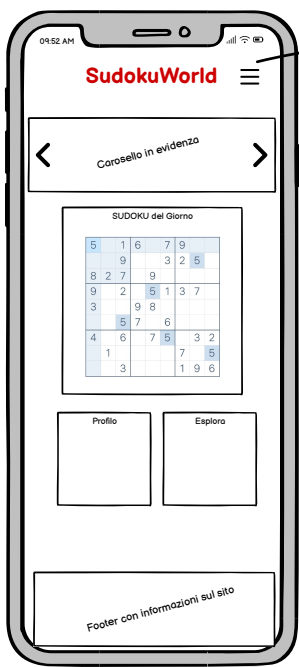 09:52 AM
SudokuWorld
Carosello in evidenza
SUDOKU del Giorno
5 1 6 7 9
9 3 2 5
8 2 7 9
9 2 5 1 3 7
3 9 8
5 7 6
4 6 7 5 3 2
1 7 5
3 1 9 6
Profilo Esplora
Footer con informazioni sul sito